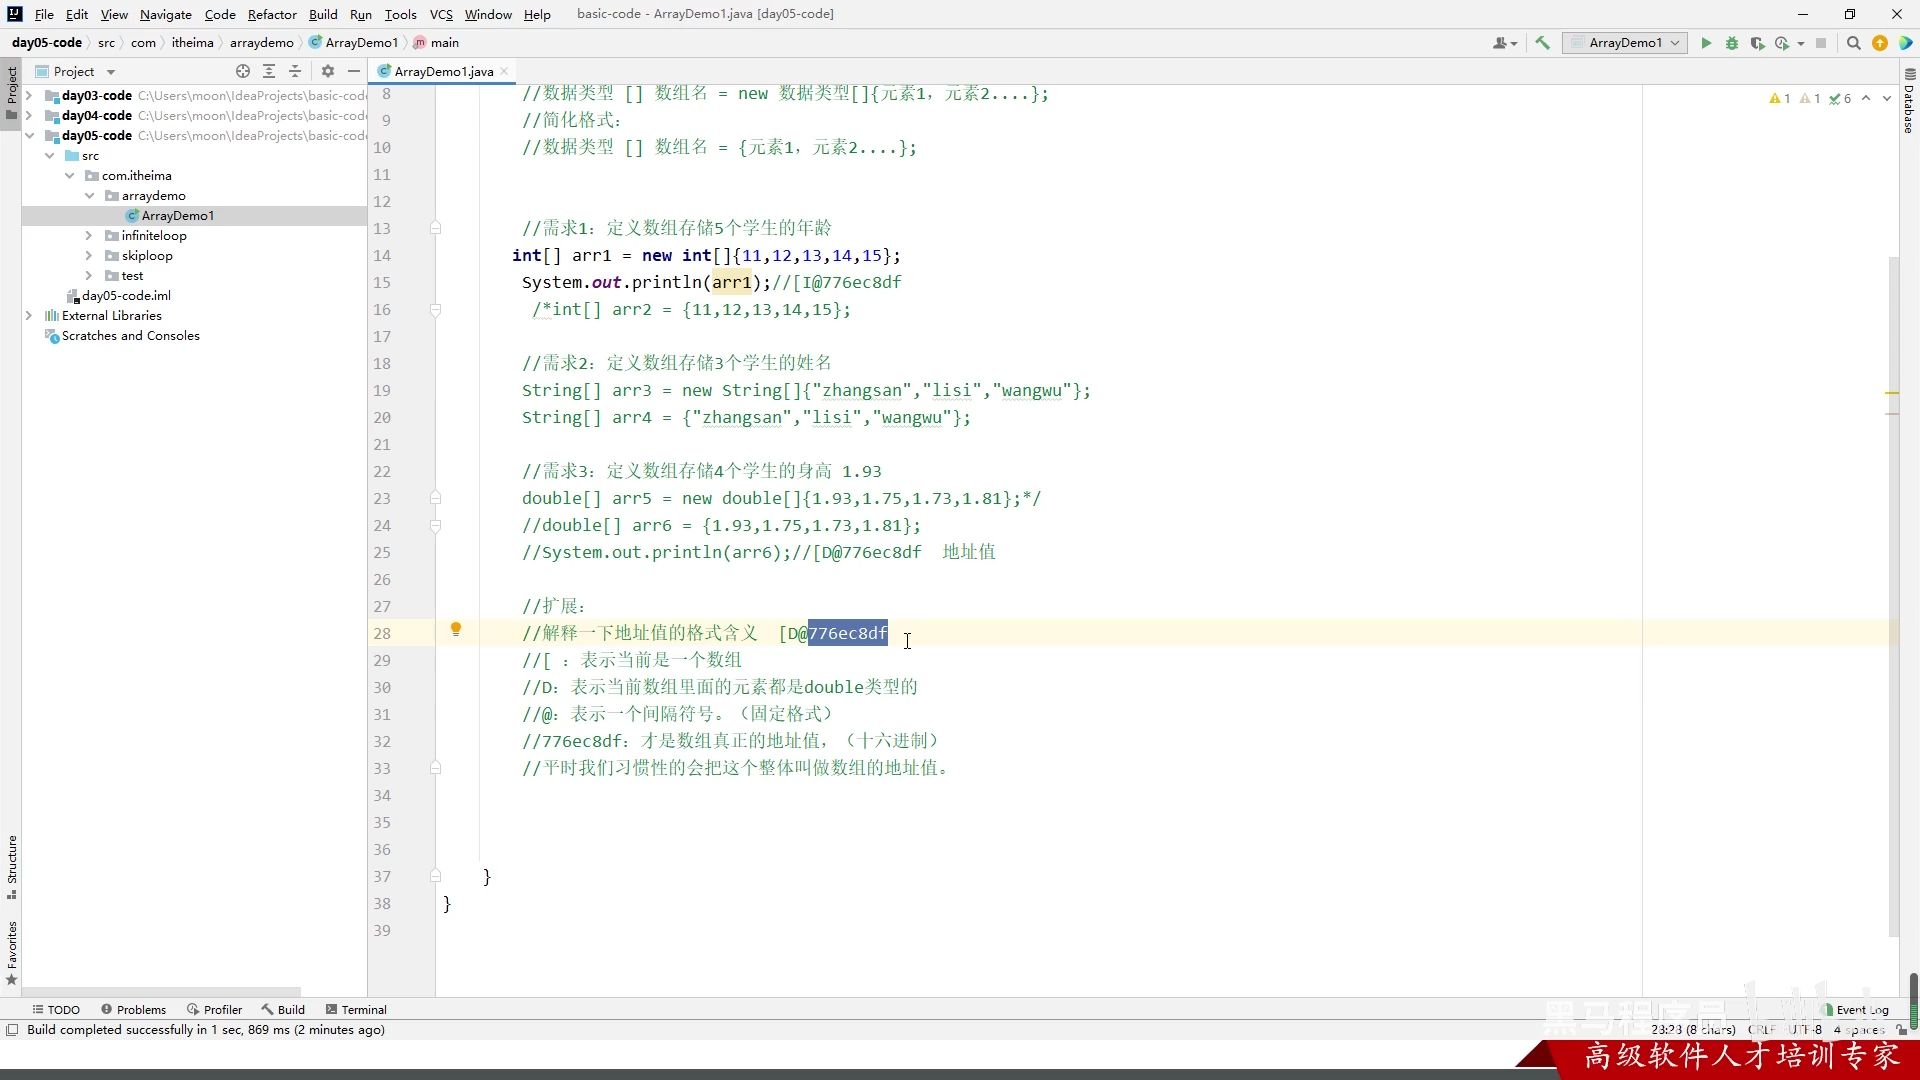 File Edit View Navigate Code Refactor Build Run Tools VCS Window Help basic-code - ArrayDemo1.java [day05-code]
day05-code src com itheima arraydemo ArrayDemo1 main ArrayDemo1
Project ArrayDemo1.java
Project
day03-code C:\Users\moon\IdeaProjects\basic-code
day04-code C:\Users\moon\IdeaProjects\basic-code
day05-code C:\Users\moon\IdeaProjects\basic-code
src
com.itheima
arraydemo
ArrayDemo1
infiniteloop
skiploop
test
day05-code.iml
External Libraries
Scratches and Consoles
Structure
Favorites
8 //数据类型 [] 数组名 = new 数据类型[]{元素1，元素2....};
9 //简化格式：
10 //数据类型 [] 数组名 = {元素1，元素2....};
11
12
13 //需求1：定义数组存储5个学生的年龄
14 int[] arr1 = new int[]{11,12,13,14,15};
15 System.out.println(arr1);//[I@776ec8df
16 /*int[] arr2 = {11,12,13,14,15};
17
18 //需求2：定义数组存储3个学生的姓名
19 String[] arr3 = new String[]{"zhangsan","lisi","wangwu"};
20 String[] arr4 = {"zhangsan","lisi","wangwu"};
21
22 //需求3：定义数组存储4个学生的身高 1.93
23 double[] arr5 = new double[]{1.93,1.75,1.73,1.81};*/
24 //double[] arr6 = {1.93,1.75,1.73,1.81};
25 //System.out.println(arr6);//[D@776ec8df 地址值
26
27 //扩展：
28 //解释一下地址值的格式含义 [D@776ec8df
29 //[ ：表示当前是一个数组
30 //D：表示当前数组里面的元素都是double类型的
31 //@：表示一个间隔符号。（固定格式）
32 //776ec8df：才是数组真正的地址值，（十六进制）
33 //平时我们习惯性的会把这个整体叫做数组的地址值。
34
35
36
37 }
38 }
39
1 1 6
Database
TODO Problems Profiler Build Terminal Event Log
Build completed successfully in 1 sec, 869 ms (2 minutes ago) 28:28 (8 chars) CRLF UTF-8 4 spaces
黑马程序员
高级软件人才培训专家